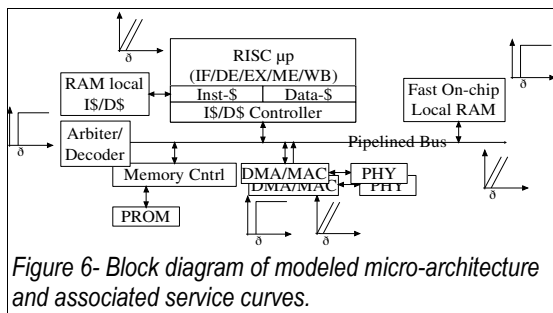 RISC µp
(IF/DE/EX/ME/WB)
Inst-$ Data-$
I$/D$ Controller
RAM local
I$/D$
Fast On-chip
Local RAM
ð
ð
ð
Arbiter/
Decoder
Pipelined Bus
Memory Cntrl
DMA/MAC
PHY
DMA/MAC
PHY
PROM
ð
ð
ð
Figure 6- Block diagram of modeled micro-architecture
and associated service curves.